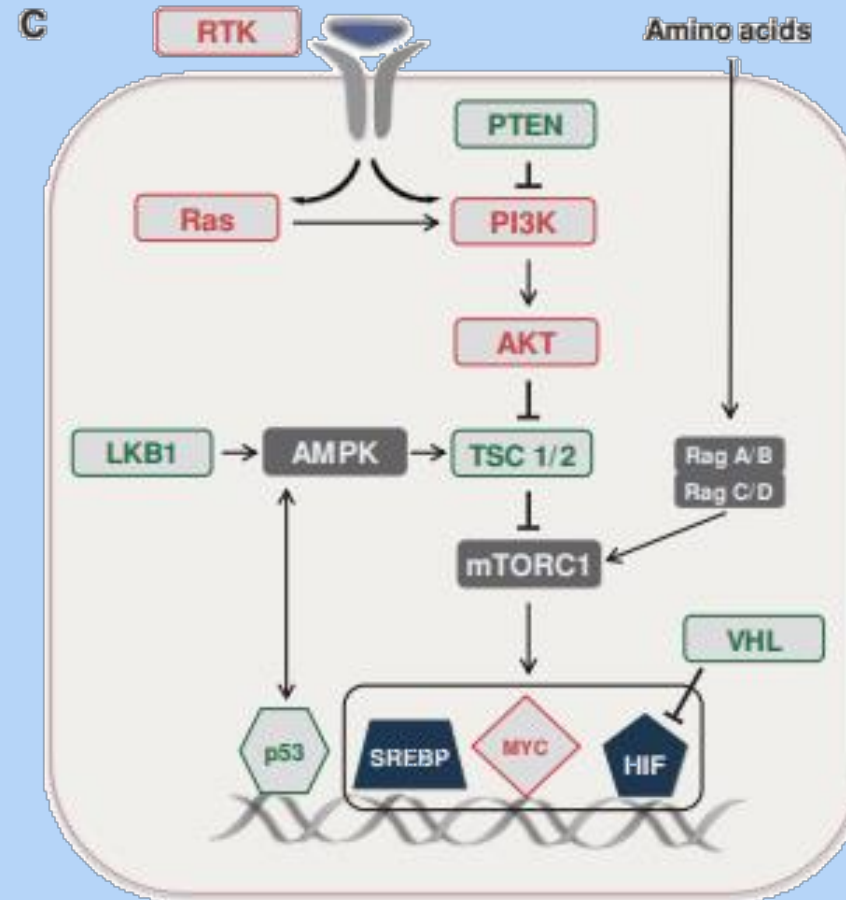 C
RTK
Amino acids
PTEN
Ras
PI3K
AKT
LKB1
AMPK
TSC 1/2
Rag A/B
Rag C/D
mTORC1
VHL
p53
SREBP
MYC
HIF